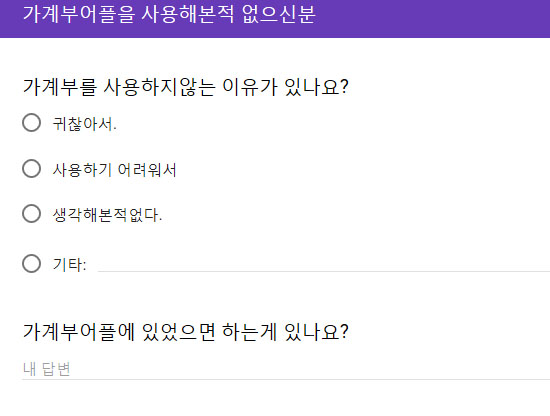 가계부어플을 사용해본적 없으신분
가계부를 사용하지않는 이유가 있나요?
귀찮아서.
사용하기 어려워서
생각해본적없다.
기타:
가계부어플에 있었으면 하는게 있나요?
내 답변